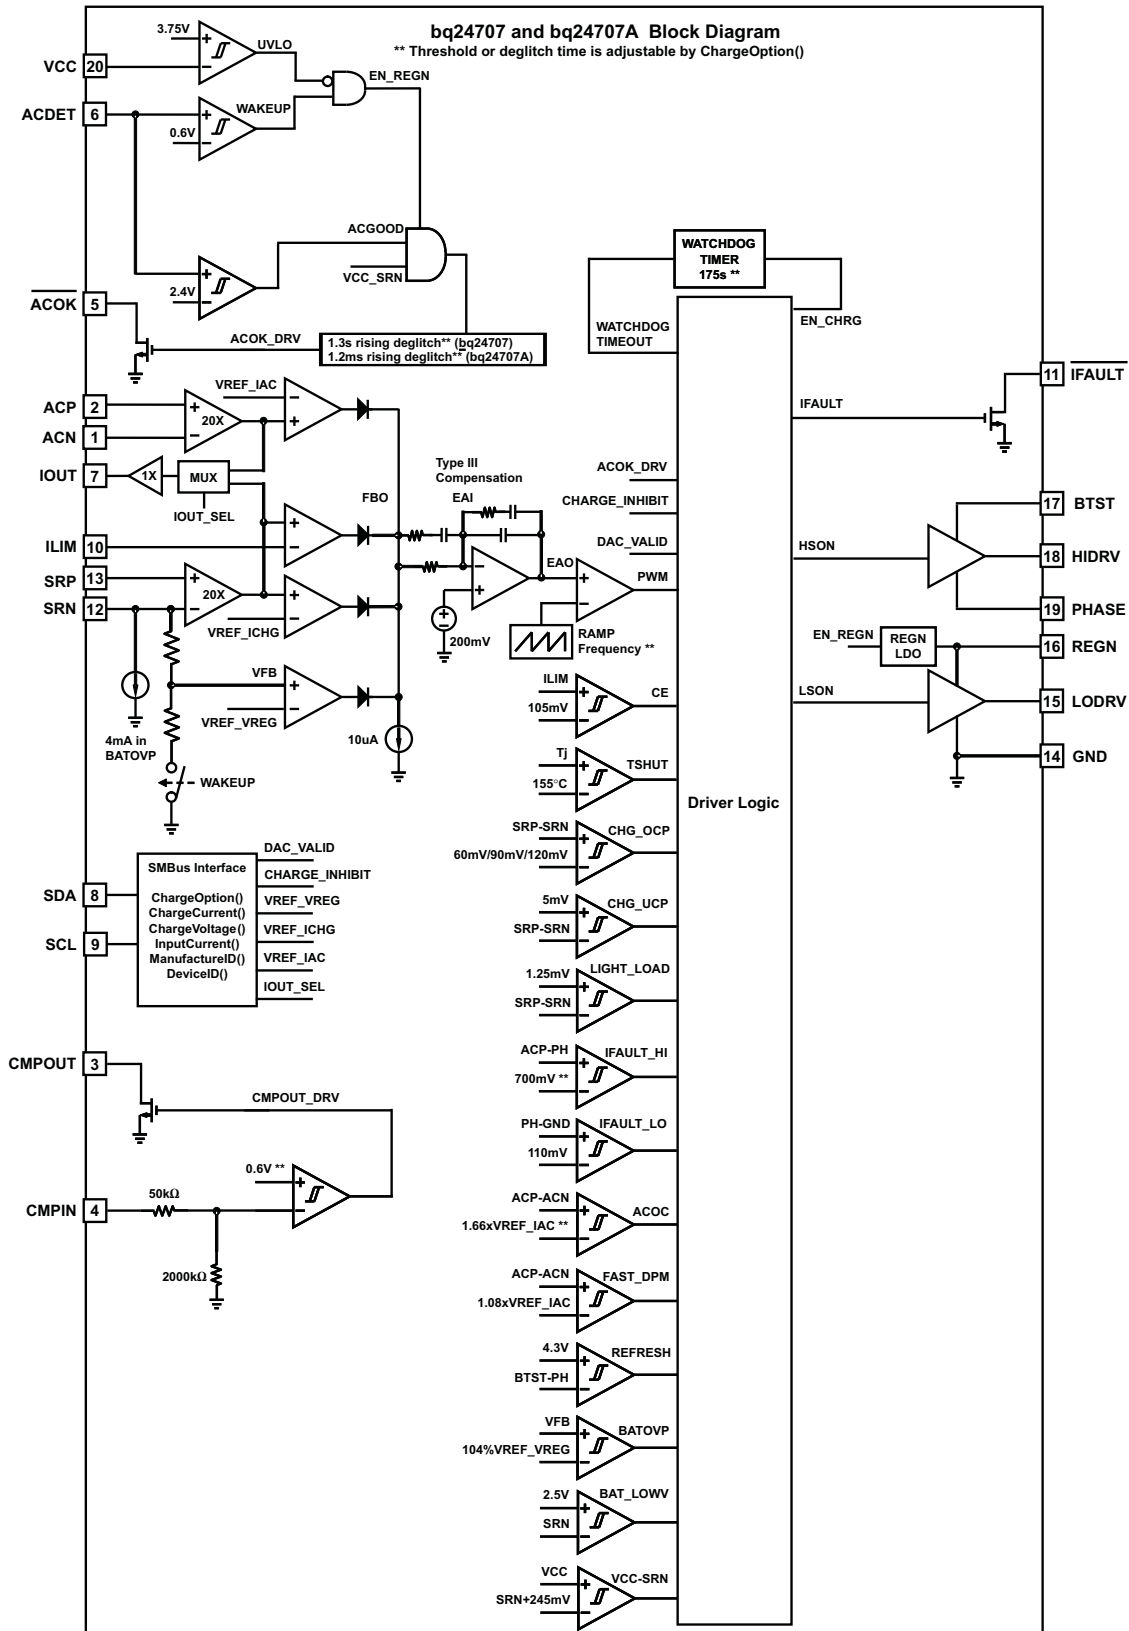 bq24707 and bq24707A Block Diagram
** Threshold or deglitch time is adjustable by ChargeOption()
3.75V
UVLO
VCC 20
EN_REGN
ACDET 6
WAKEUP
0.6V
ACGOOD
VCC_SRN
2.4V
WATCHDOG
TIMER
175s **
ACOK 5
EN_CHRG
WATCHDOG
TIMEOUT
ACOK_DRV
1.3s rising deglitch** (bq24707)
1.2ms rising deglitch** (bq24707A)
11 IFAULT
IFAULT
VREF_IAC
ACP 2
20X
ACN 1
IOUT 7
1X
MUX
IOUT_SEL
FBO
Type III
Compensation
EAI
ACOK_DRV
CHARGE_INHIBIT
DAC_VALID
17 BTST
ILIM 10
HSON
18 HIDRV
EAO
PWM
SRP 13
20X
SRN 12
19 PHASE
VREF_ICHG
200mV
RAMP
Frequency **
EN_REGN
REGN
LDO
16 REGN
VFB
VREF_VREG
ILIM
105mV
CE
LSON
15 LODRV
4mA in
BATOVP
10uA
14 GND
WAKEUP
Tj
155°C
TSHUT
Driver Logic
SRP-SRN
60mV/90mV/120mV
CHG_OCP
SMBus Interface
ChargeOption()
ChargeCurrent()
ChargeVoltage()
InputCurrent()
ManufactureID()
DeviceID()
DAC_VALID
CHARGE_INHIBIT
VREF_VREG
VREF_ICHG
VREF_IAC
IOUT_SEL
SDA 8
SCL 9
5mV
SRP-SRN
CHG_UCP
1.25mV
SRP-SRN
LIGHT_LOAD
CMPOUT 3
ACP-PH
700mV **
IFAULT_HI
CMPOUT_DRV
PH-GND
110mV
IFAULT_LO
0.6V **
50kΩ
CMPIN 4
ACP-ACN
1.66xVREF_IAC **
ACOC
2000kΩ
ACP-ACN
1.08xVREF_IAC
FAST_DPM
4.3V
BTST-PH
REFRESH
VFB
104%VREF_VREG
BATOVP
2.5V
SRN
BAT_LOWV
VCC
SRN+245mV
VCC-SRN